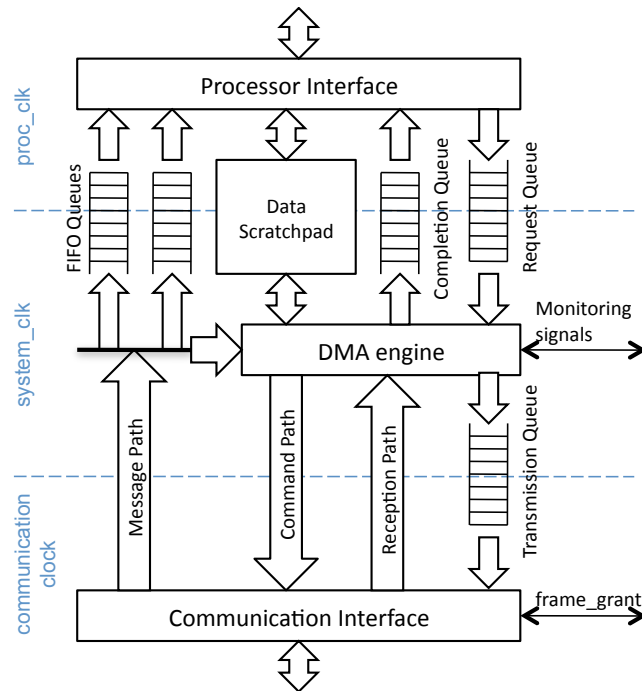 Processor Interface
proc_clk
FIFO Queues
Data
Scratchpad
Completion Queue
Request Queue
system_clk
DMA engine
Monitoring
signals
Message Path
Command Path
Reception Path
Transmission Queue
communication
clock
Communication Interface
frame_grant